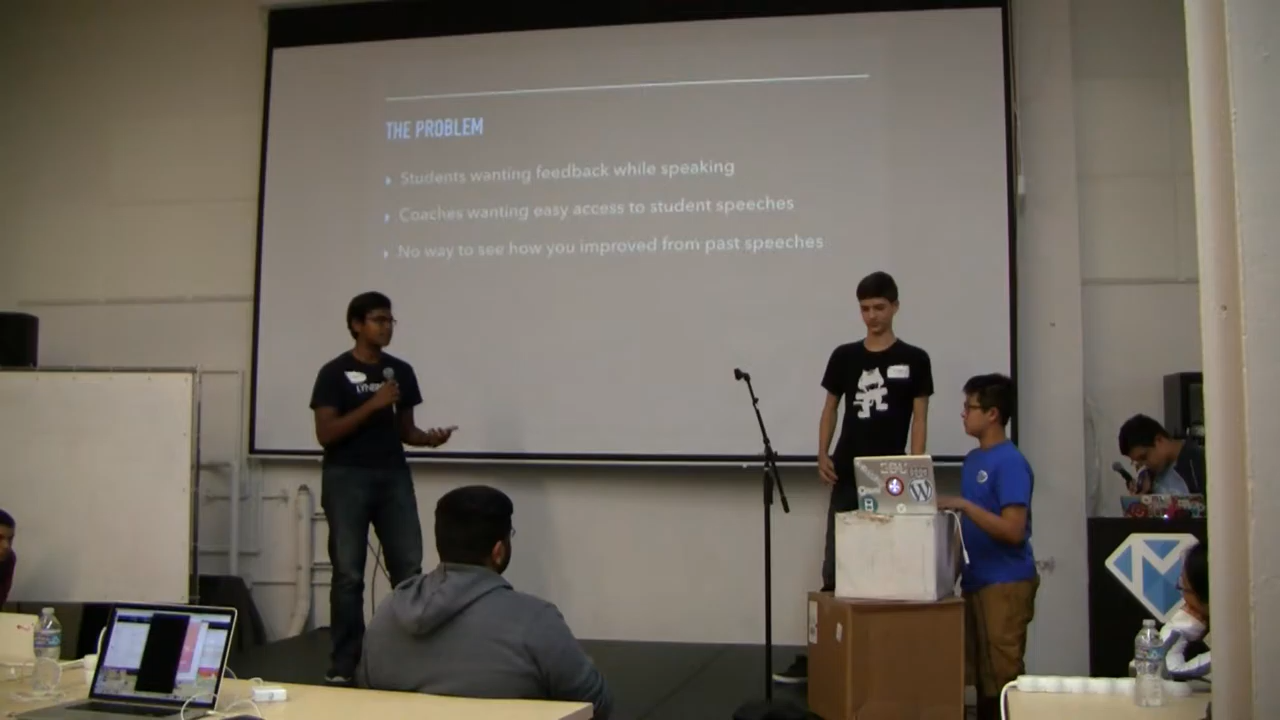 THE PROBLEM
Students wanting feedback while speaking
Coaches wanting easy access to student speeches
No way to see how you improved from past speeches